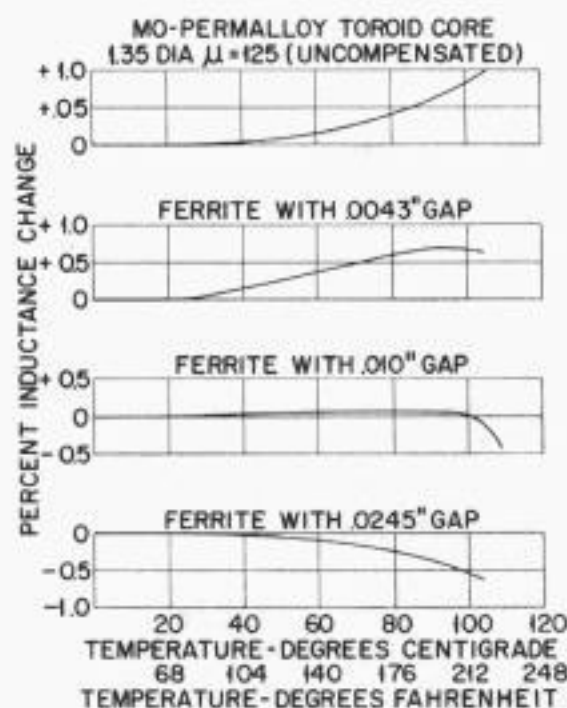 MO-PERMALLOY TOROID CORE
1.35 DIA μ=125 (UNCOMPENSATED)
+ 1.0
+.05
0
FERRITE WITH .0043" GAP
+ 1.0
+ 0.5
0
FERRITE WITH .010" GAP
+ 0.5
0
- 0.5
FERRITE WITH .0245" GAP
0
-0.5
-1.0
PERCENT INDUCTANCE CHANGE
20 40 60 80 100 120
TEMPERATURE-DEGREES CENTIGRADE
68 104 140 176 212 248
TEMPERATURE-DEGREES FAHRENHEIT